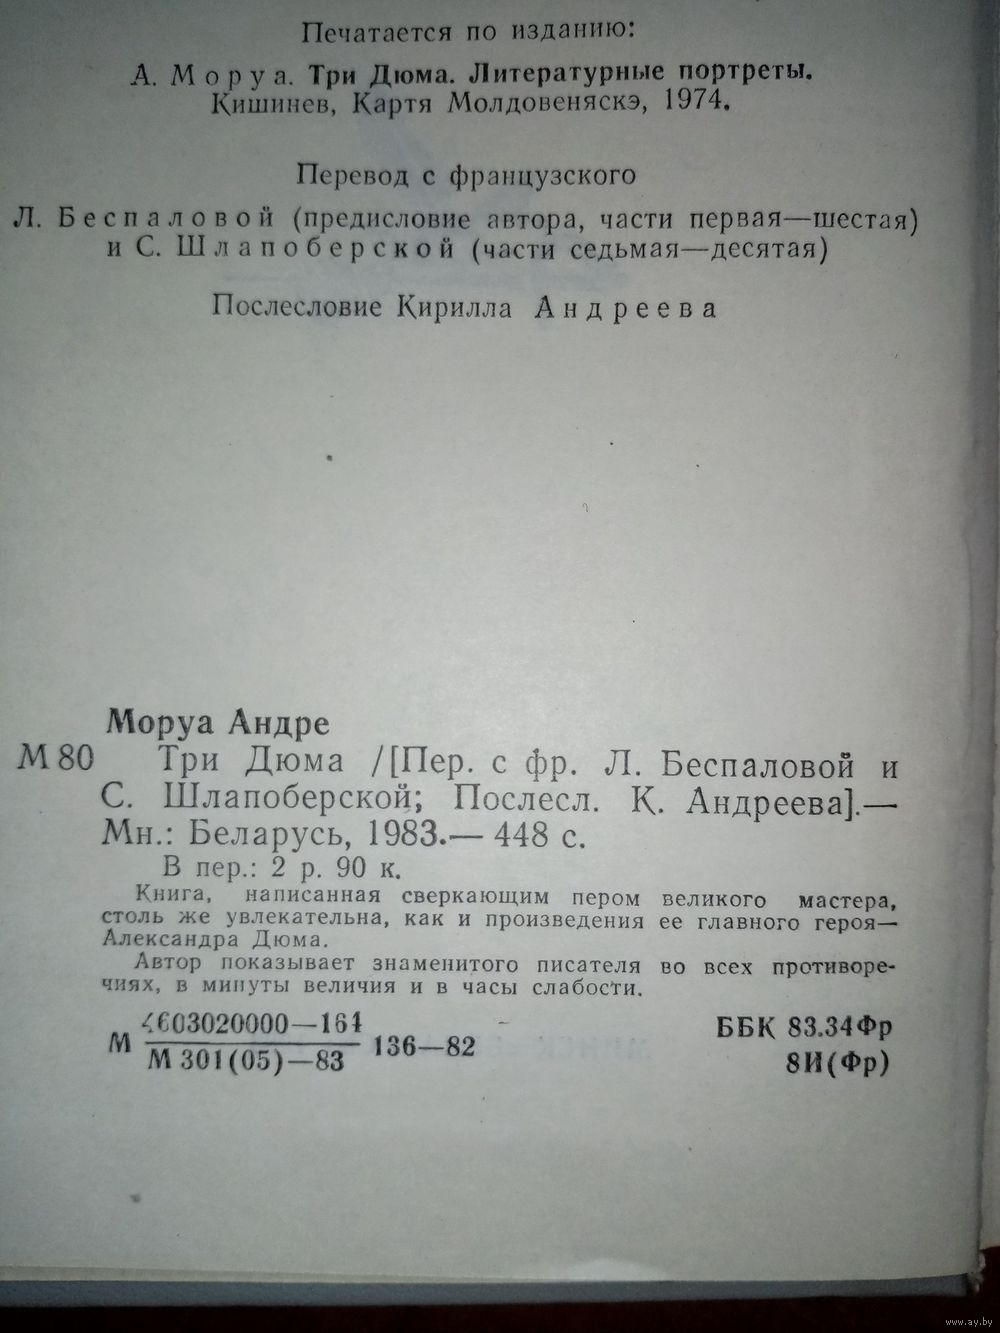 Печатается по изданию:
А. Моруа. Три Дюма. Литературные портреты.
Кишинев, Картя Молдовеняскэ, 1974.
Перевод с французского
Л. Беспаловой (предисловие автора, части первая—шестая)
и С. Шлапоберской (части седьмая—десятая)
Послесловие Кирилла Андреева
Моруа Андре
М 80 Три Дюма /[Пер. с фр. Л. Беспаловой и
С. Шлапоберской; Послесл. К. Андреева].—
Мн.: Беларусь, 1983.— 448 с.
В пер.: 2 р. 90 к.
Книга, написанная сверкающим пером великого мастера,
столь же увлекательна, как и произведения ее главного героя—
Александра Дюма.
Автор показывает знаменитого писателя во всех противоре-
чиях, в минуты величия и в часы слабости.
4603020000—164
М 136—82
М 301(05)—83
ББК 83.34Фр
8И(Фр)
www.ay.by